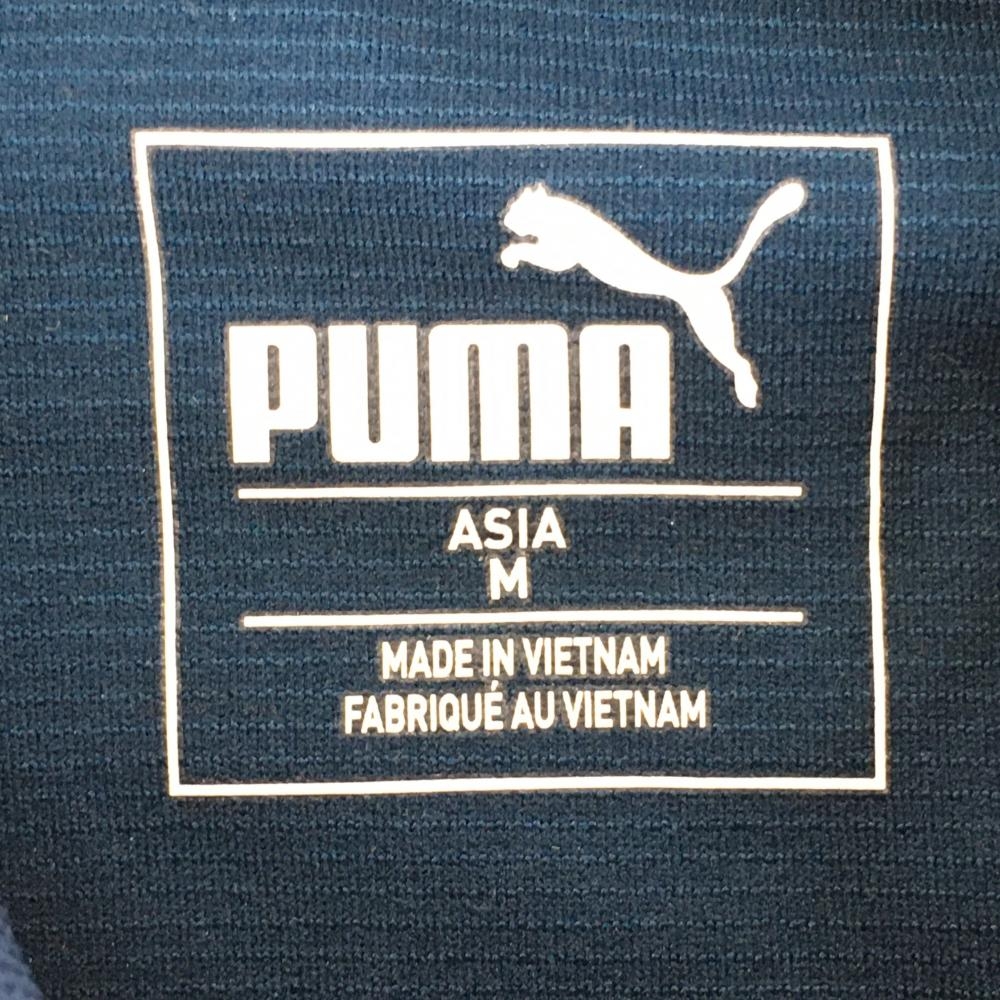 PUMA
ASIA
M
MADE IN VIETNAM
FABRIQUÉ AU VIETNAM